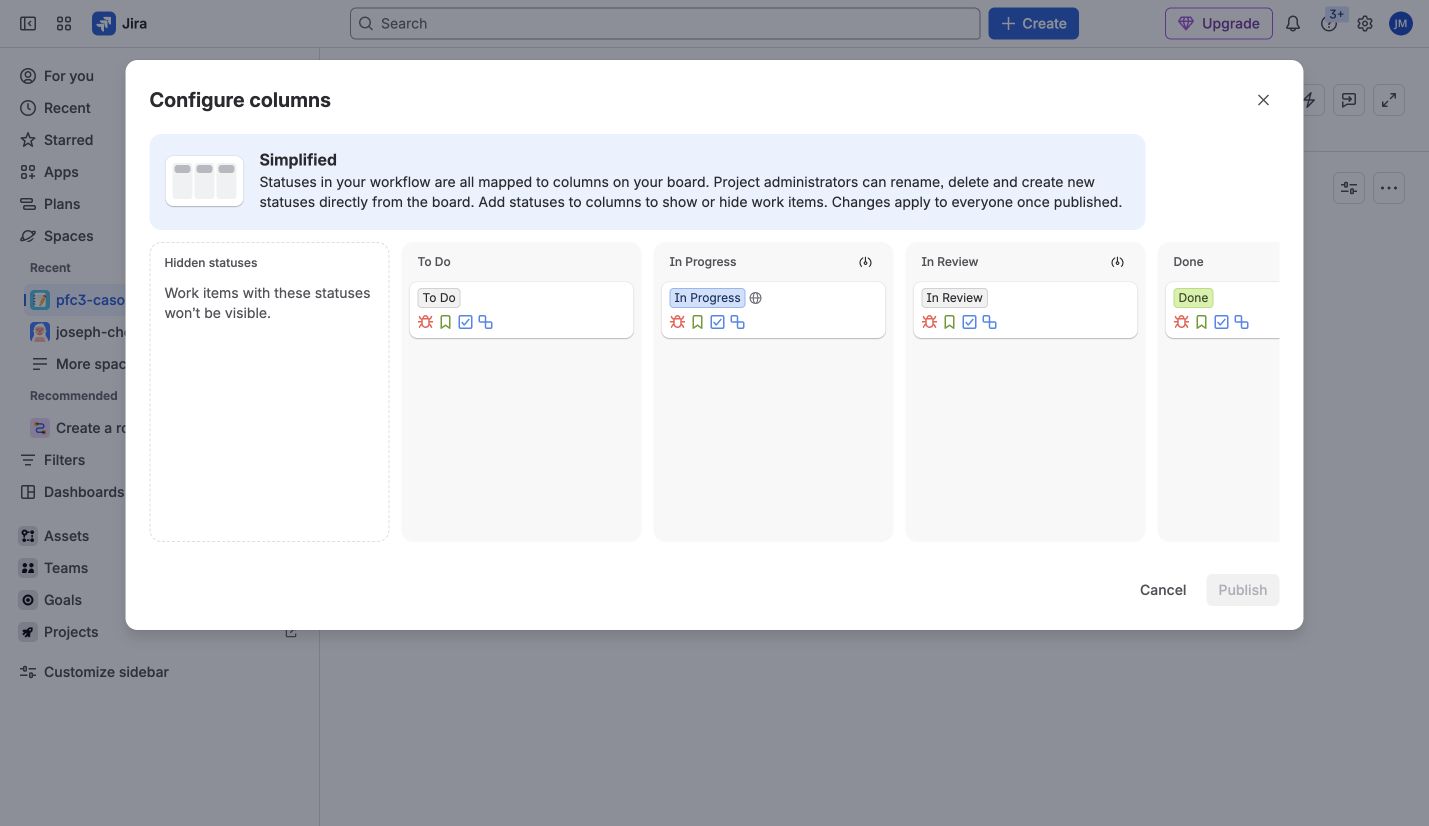 Jira
Search
Create
Upgrade
3+
JM
For you
Recent
Starred
Apps
Plans
Spaces
Recent
pfc3-caso
joseph-che
More spac
Recommended
Create a ro
Filters
Dashboards
Assets
Teams
Goals
Projects
Customize sidebar
Configure columns
Simplified
Statuses in your workflow are all mapped to columns on your board. Project administrators can rename, delete and create new
statuses directly from the board. Add statuses to columns to show or hide work items. Changes apply to everyone once published.
Hidden statuses
Work items with these statuses
won't be visible.
To Do
To Do
In Progress
In Progress
In Review
In Review
Done
Done
Cancel
Publish